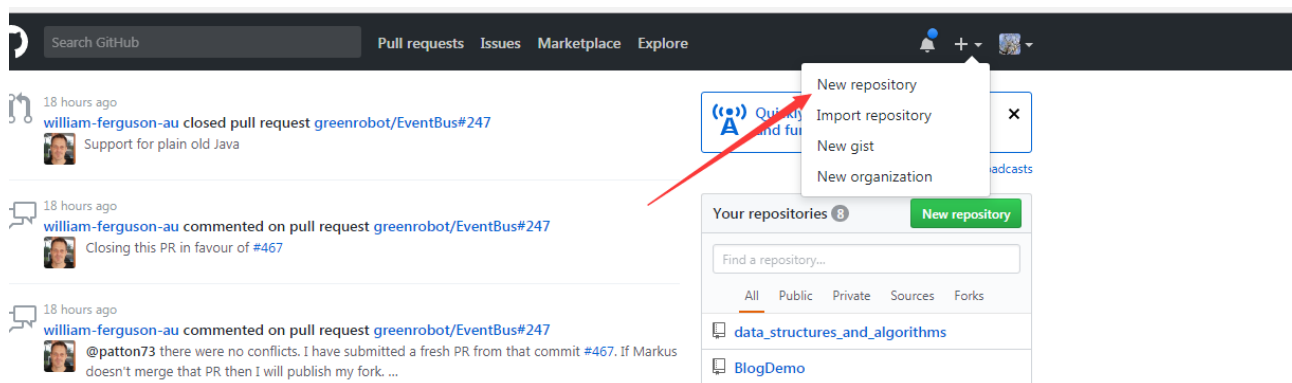 Search GitHub
Pull requests Issues Marketplace Explore
New repository
Import repository
New gist
New organization
18 hours ago
william-ferguson-au closed pull request greenrobot/EventBus#247
Support for plain old Java
18 hours ago
william-ferguson-au commented on pull request greenrobot/EventBus#247
Closing this PR in favour of #467
18 hours ago
william-ferguson-au commented on pull request greenrobot/EventBus#247
@patton73 there were no conflicts. I have submitted a fresh PR from that commit #467. If Markus
doesn't merge that PR then I will publish my fork. ...
Your repositories 8
New repository
Find a repository...
All Public Private Sources Forks
data_structures_and_algorithms
BlogDemo